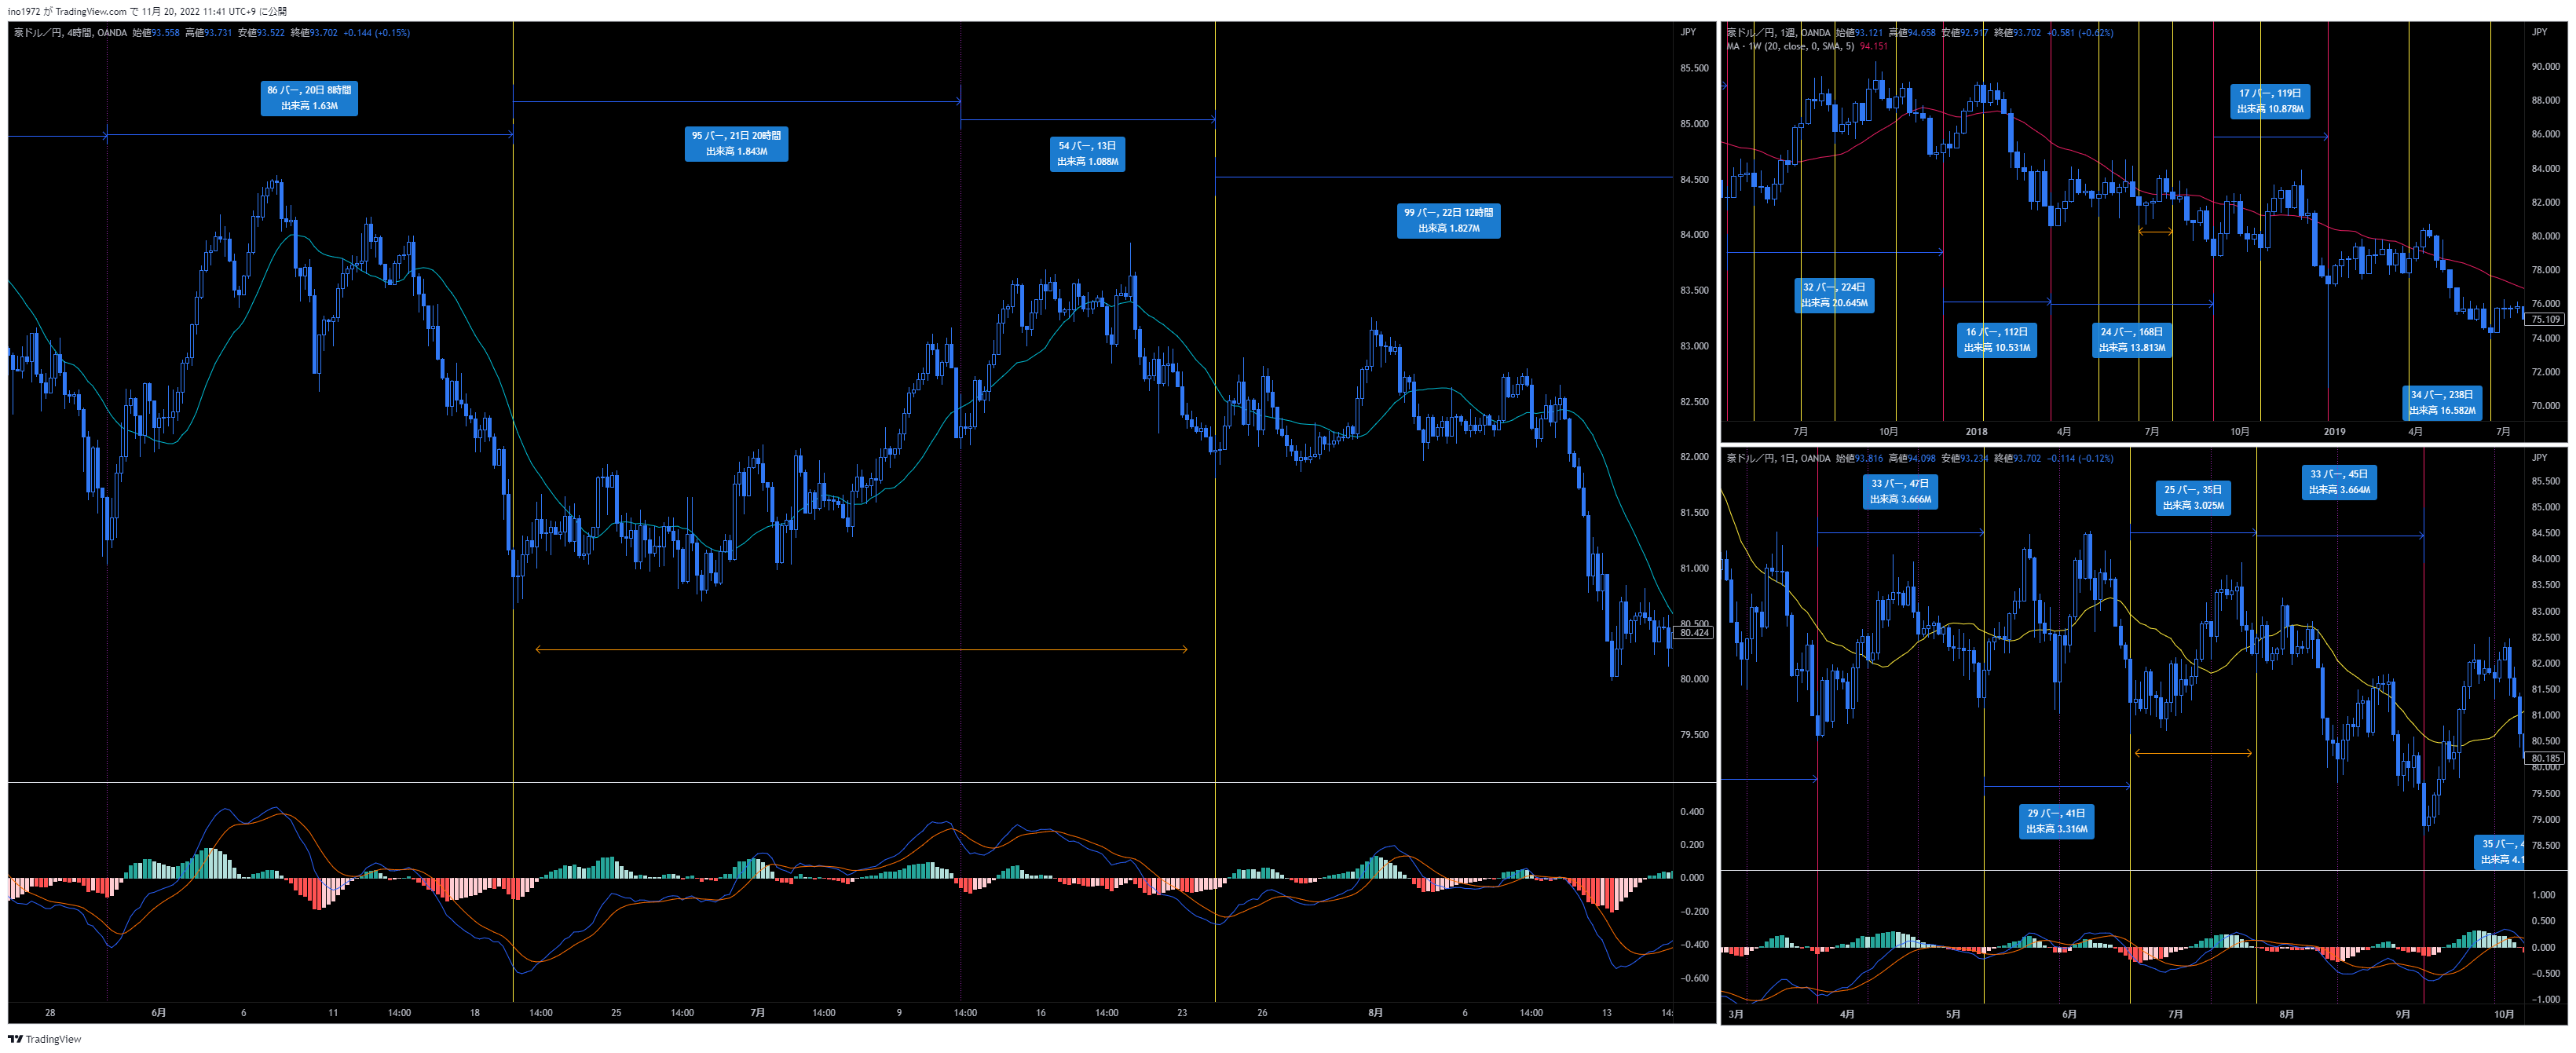 ino1972 が TradingView.com で 11月 20, 2022 11:41 UTC+9 に公開
豪ドル／円, 4時間, OANDA 始値93.558 高値93.731 安値93.522 終値93.702 +0.144 (+0.15%)
JPY
86 バー, 20日 8時間
出来高 1.63M
95 バー, 21日 20時間
出来高 1.843M
54 バー, 13日
出来高 1.088M
99 バー, 22日 12時間
出来高 1.827M
85.500
85.000
84.500
84.000
83.500
83.000
82.500
82.000
81.500
81.000
80.500
80.424
80.000
79.500
0.400
0.200
0.000
−0.200
−0.400
−0.600
28 6月 6 11 14:00 18 14:00 25 14:00 7月 14:00 9 14:00 16 14:00 23 26 8月 6 14:00 13 14:
豪ドル／円, 1週, OANDA 始値93.121 高値94.658 安値92.917 終値93.702 +0.581 (+0.62%)
MA · 1W (20, close, 0, SMA, 5) 94.151
JPY
17 バー, 119日
出来高 10.878M
32 バー, 224日
出来高 20.645M
16 バー, 112日
出来高 10.531M
24 バー, 168日
出来高 13.813M
34 バー, 238日
出来高 16.582M
90.000
88.000
86.000
84.000
82.000
80.000
78.000
76.000
75.109
74.000
72.000
70.000
7月 10月 2018 4月 7月 10月 2019 4月 7月
豪ドル／円, 1日, OANDA 始値93.816 高値94.098 安値93.234 終値93.702 −0.114 (−0.12%)
JPY
33 バー, 47日
出来高 3.666M
25 バー, 35日
出来高 3.025M
33 バー, 45日
出来高 3.664M
29 バー, 41日
出来高 3.316M
35 バー, 4
出来高 4.1
85.500
85.000
84.500
84.000
83.500
83.000
82.500
82.000
81.500
81.000
80.500
80.185
80.000
79.500
79.000
78.500
1.000
0.500
0.000
−0.500
−1.000
3月 4月 5月 6月 7月 8月 9月 10月
TradingView